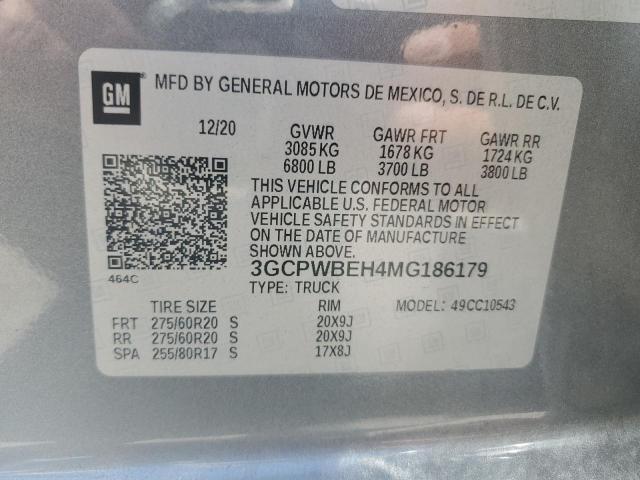 GM
MFD BY GENERAL MOTORS DE MEXICO, S. DE R.L. DE C.V.
12/20 GVWR GAWR FRT GAWR RR
3085 KG 1678 KG 1724 KG
6800 LB 3700 LB 3800 LB
THIS VEHICLE CONFORMS TO ALL
APPLICABLE U.S. FEDERAL MOTOR
VEHICLE SAFETY STANDARDS IN EFFECT
ON THE DATE OF MANUFACTURE
SHOWN ABOVE.
464C 3GCPWBEH4MG186179
TYPE: TRUCK
TIRE SIZE RIM MODEL: 49CC10543
FRT 275/60R20 S 20X9J
RR 275/60R20 S 20X9J
SPA 255/80R17 S 17X8J